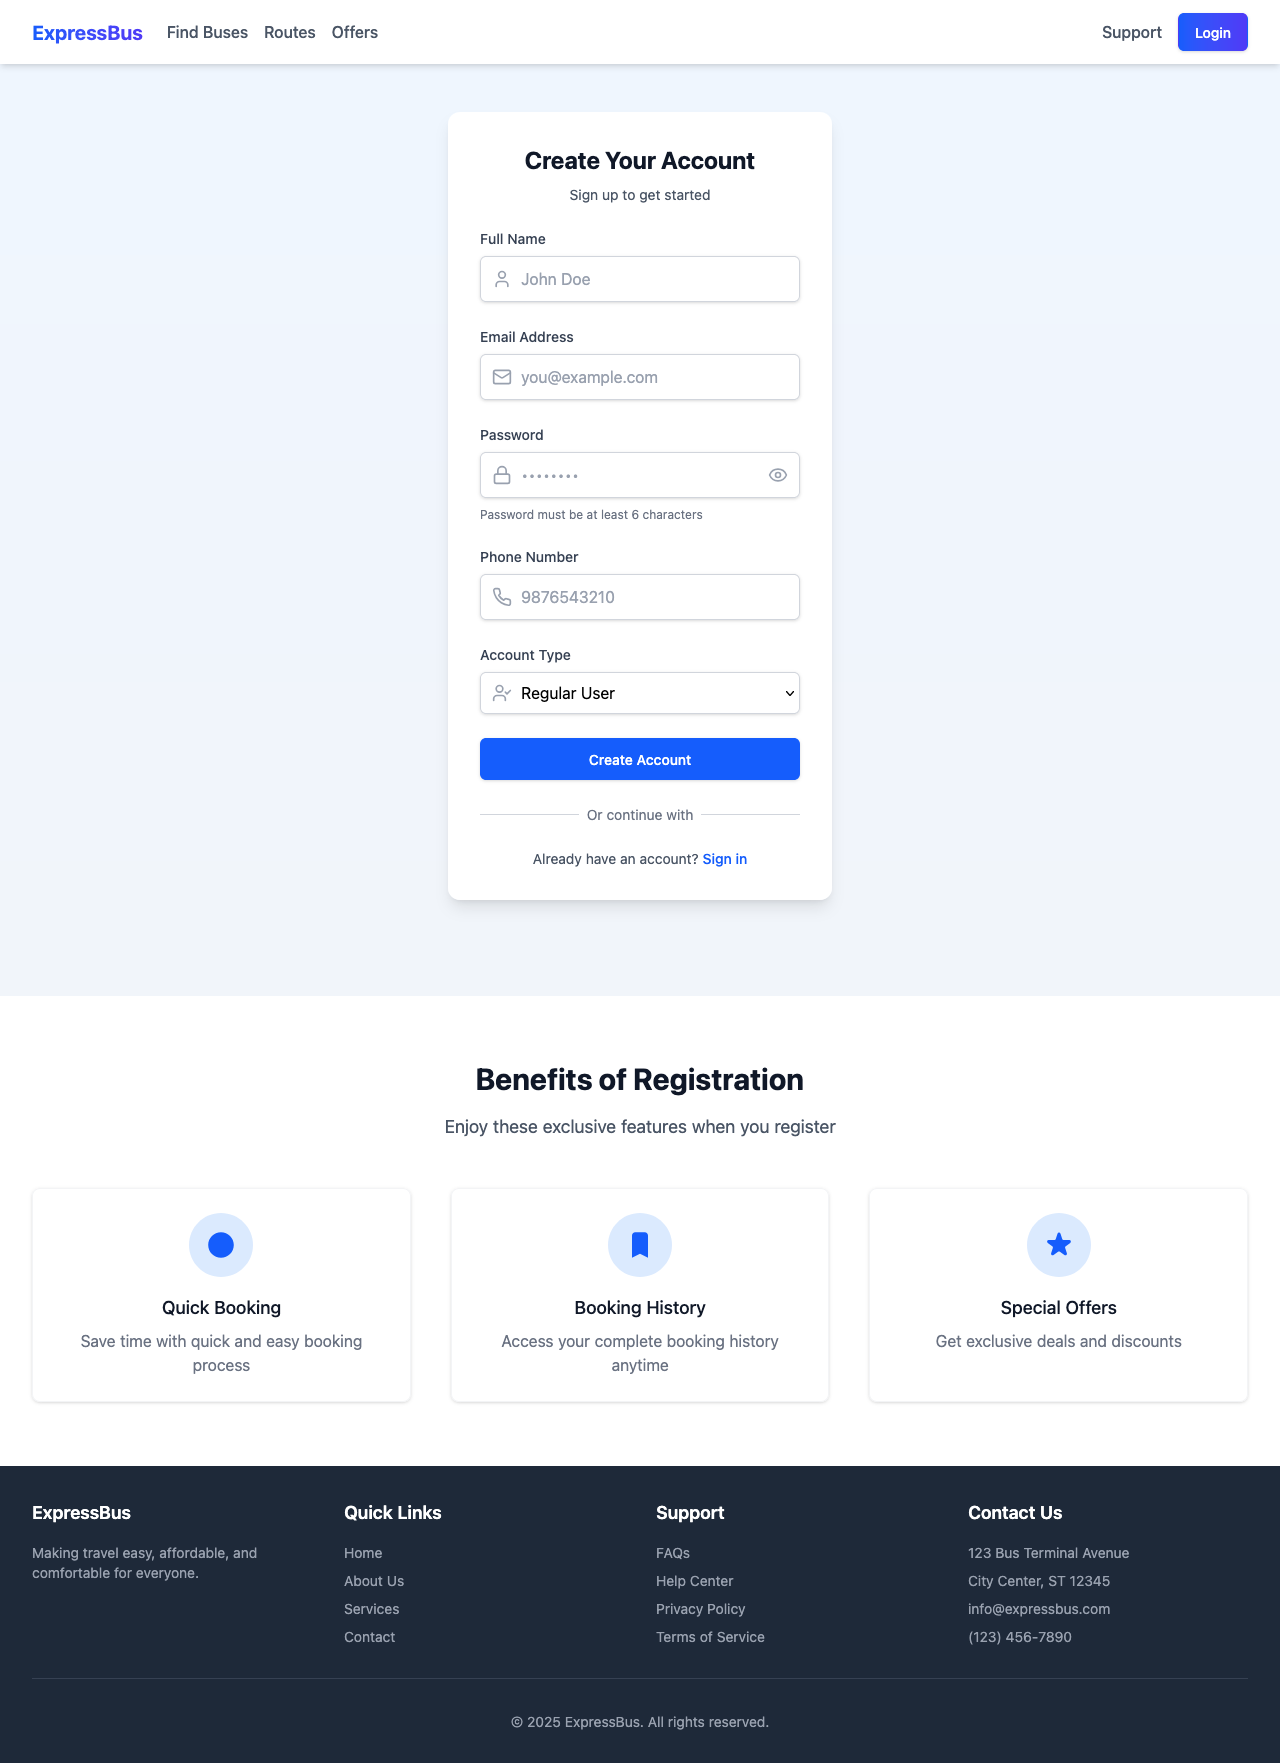 ExpressBus
Find Buses
Routes
Offers
Support
Login
Create Your Account
Sign up to get started
Full Name
John Doe
Email Address
you@example.com
Password
••••••••
Password must be at least 6 characters
Phone Number
9876543210
Account Type
Regular User
Create Account
Or continue with
Already have an account? Sign in
Benefits of Registration
Enjoy these exclusive features when you register
Quick Booking
Save time with quick and easy booking
process
Booking History
Access your complete booking history
anytime
Special Offers
Get exclusive deals and discounts
ExpressBus
Making travel easy, affordable, and
comfortable for everyone.
Quick Links
Home
About Us
Services
Contact
Support
FAQs
Help Center
Privacy Policy
Terms of Service
Contact Us
123 Bus Terminal Avenue
City Center, ST 12345
info@expressbus.com
(123) 456-7890
© 2025 ExpressBus. All rights reserved.